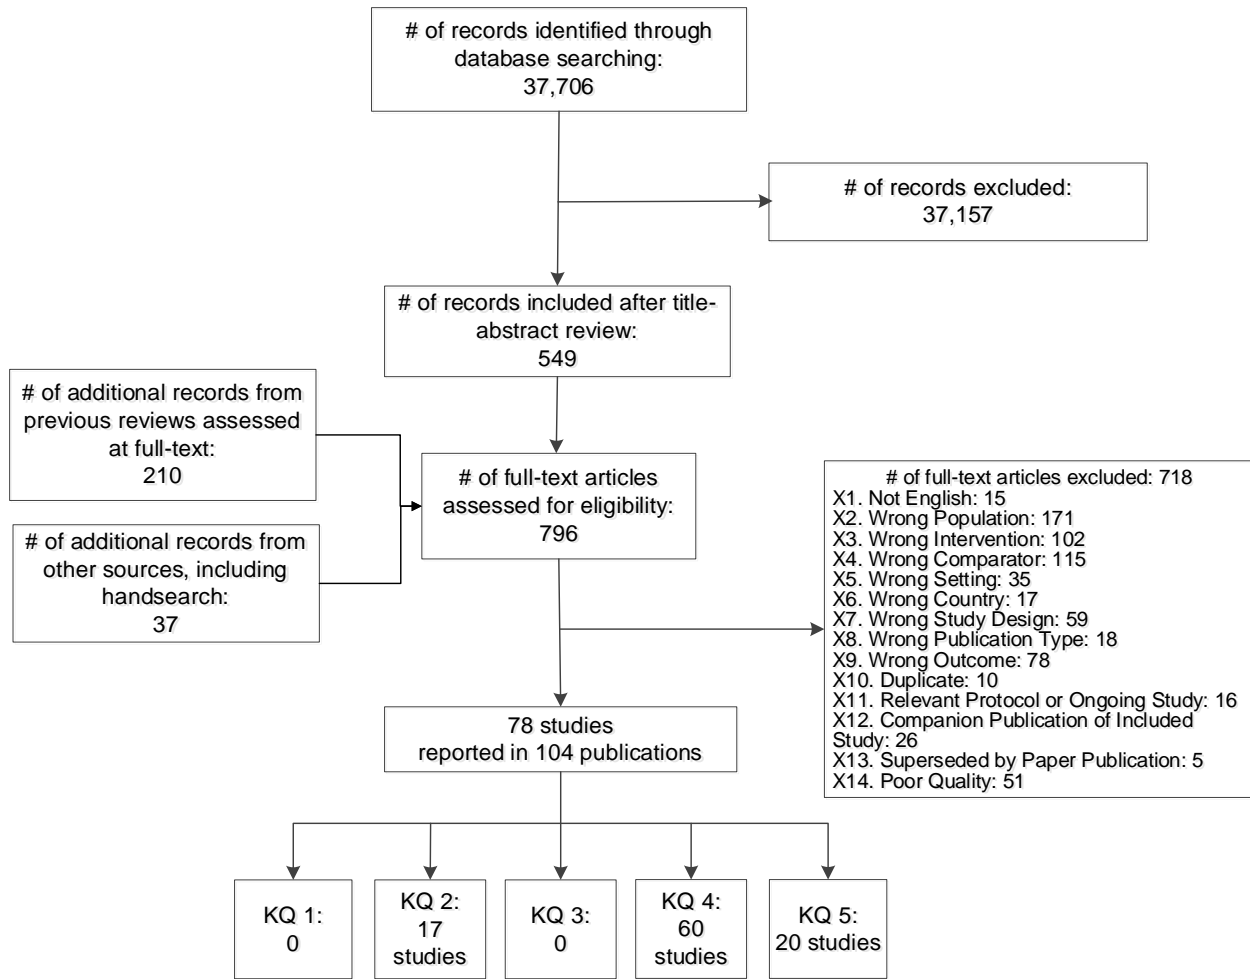 # of records identified through
database searching:
37,706
# of records excluded:
37,157
# of records included after title-
abstract review:
549
# of additional records from
previous reviews assessed
at full-text:
210
# of full-text articles
assessed for eligibility:
796
# of additional records from
other sources, including
handsearch:
37
# of full-text articles excluded: 718
X1. Not English: 15
X2. Wrong Population: 171
X3. Wrong Intervention: 102
X4. Wrong Comparator: 115
X5. Wrong Setting: 35
X6. Wrong Country: 17
X7. Wrong Study Design: 59
X8. Wrong Publication Type: 18
X9. Wrong Outcome: 78
X10. Duplicate: 10
X11. Relevant Protocol or Ongoing Study: 16
X12. Companion Publication of Included
Study: 26
X13. Superseded by Paper Publication: 5
X14. Poor Quality: 51
78 studies
reported in 104 publications
KQ 1:
0
KQ 2:
17
studies
KQ 3:
0
KQ 4:
60
studies
KQ 5:
20 studies